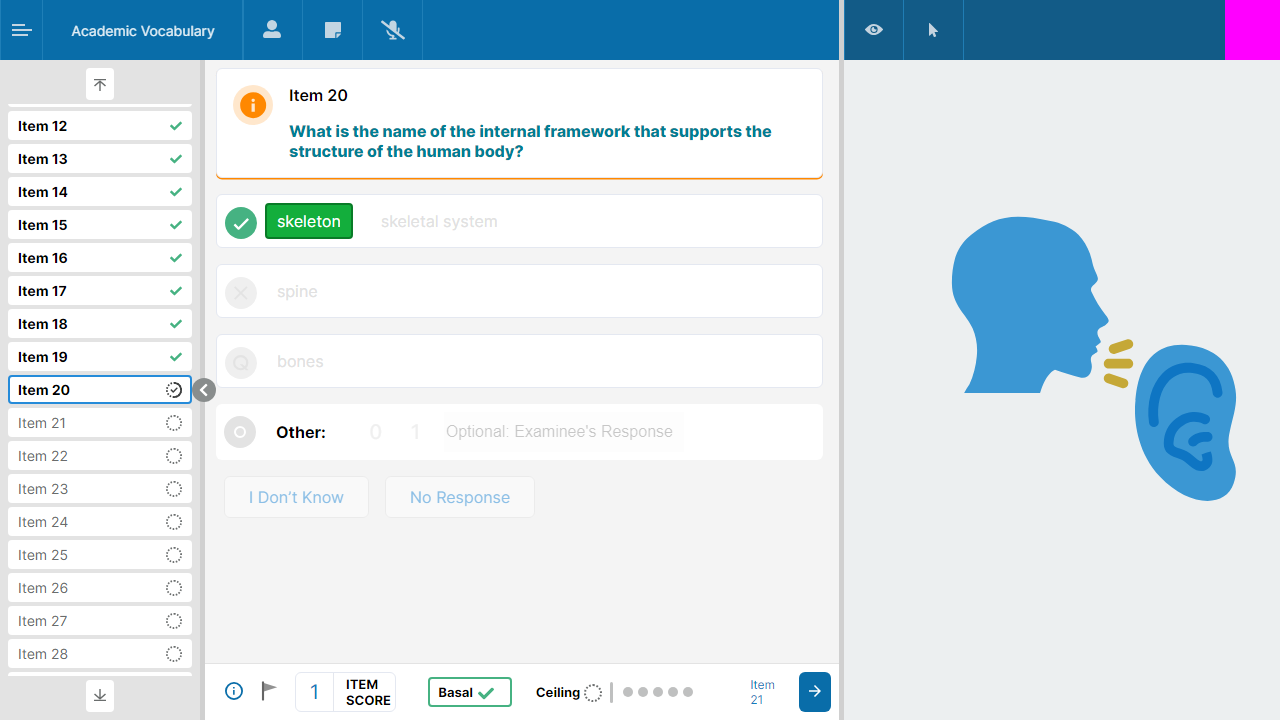 Academic Vocabulary
Item 12
Item 13
Item 14
Item 15
Item 16
Item 17
Item 18
Item 19
Item 20
Item 21
Item 22
Item 23
Item 24
Item 25
Item 26
Item 27
Item 28
Item 20
What is the name of the internal framework that supports the
structure of the human body?
skeleton skeletal system
spine
Q bones
O Other: 0 1 Optional: Examinee's Response
I Don't Know No Response
1 ITEM
SCORE
Basal
Ceiling
Item
21